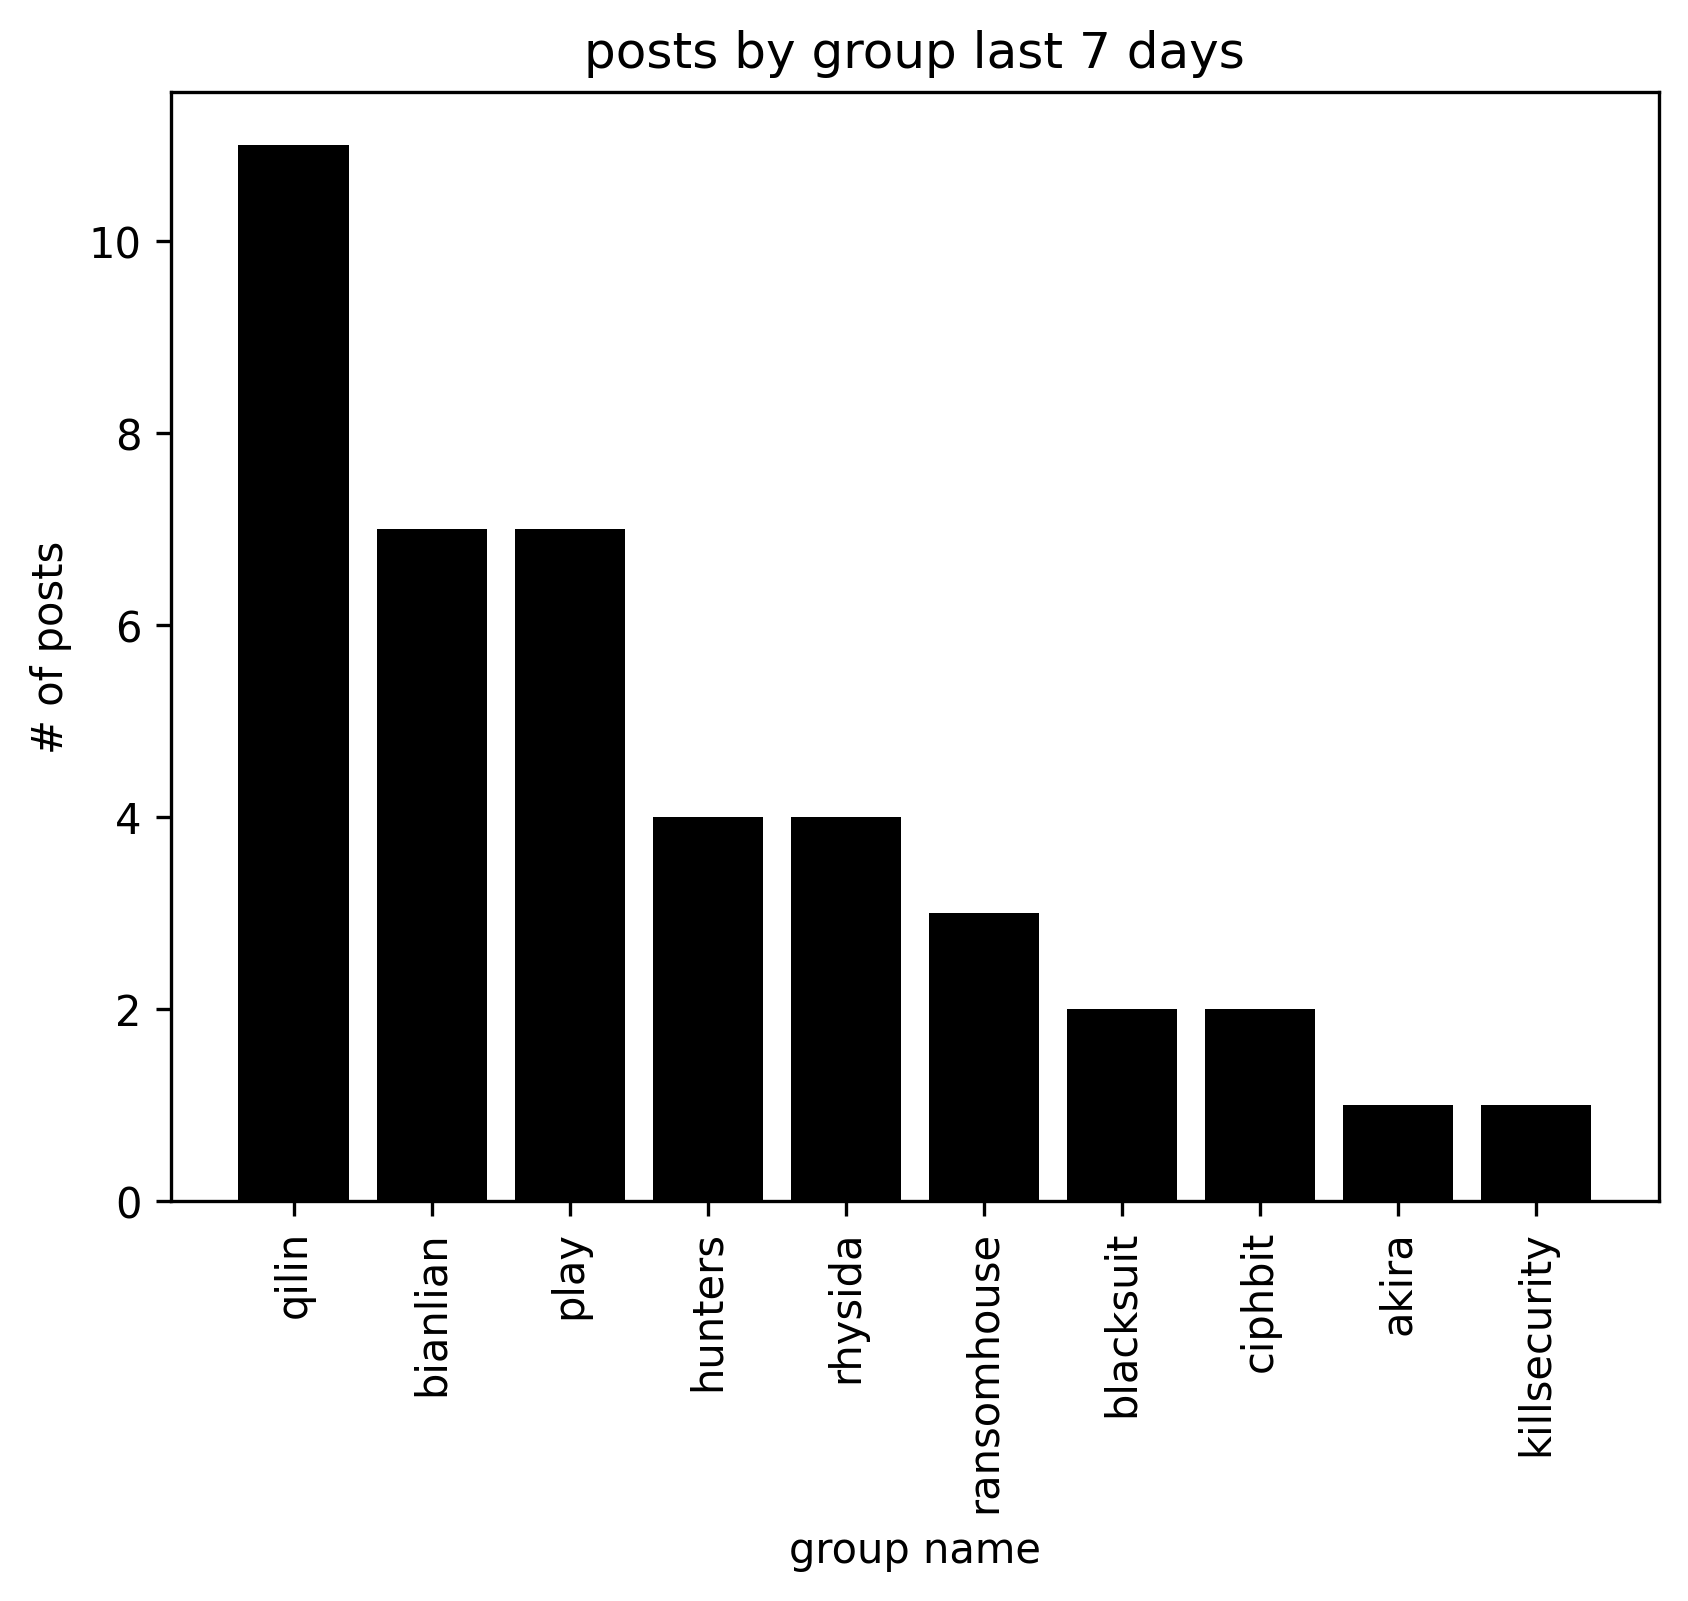 posts by group last 7 days
# of posts
10
8
6
4
2
0
qilin
bianlian
play
hunters
rhysida
ransomhouse
blacksuit
ciphbit
akira
killsecurity
group name